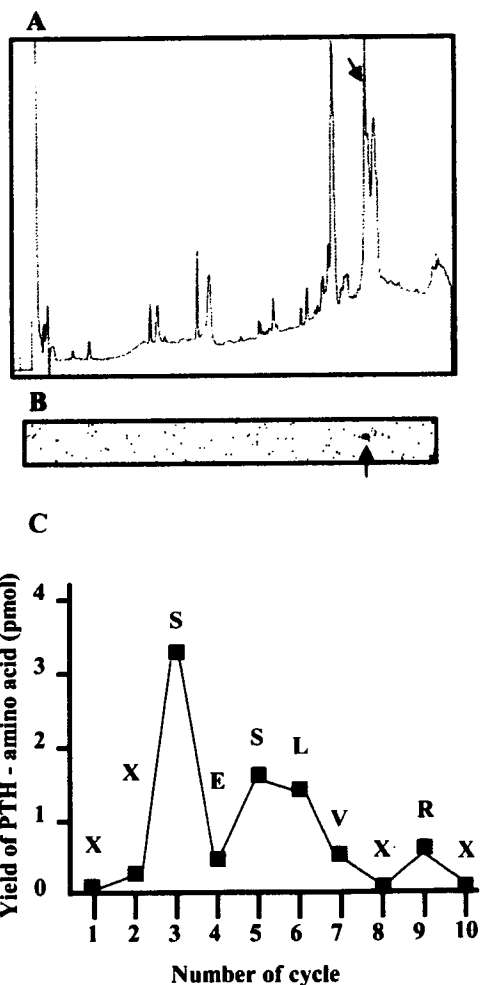 A
B
C
Yield of PTH - amino acid (pmol)
4
3
2
1
0
X
X
S
E
S
L
V
X
R
X
1 2 3 4 5 6 7 8 9 10
Number of cycle